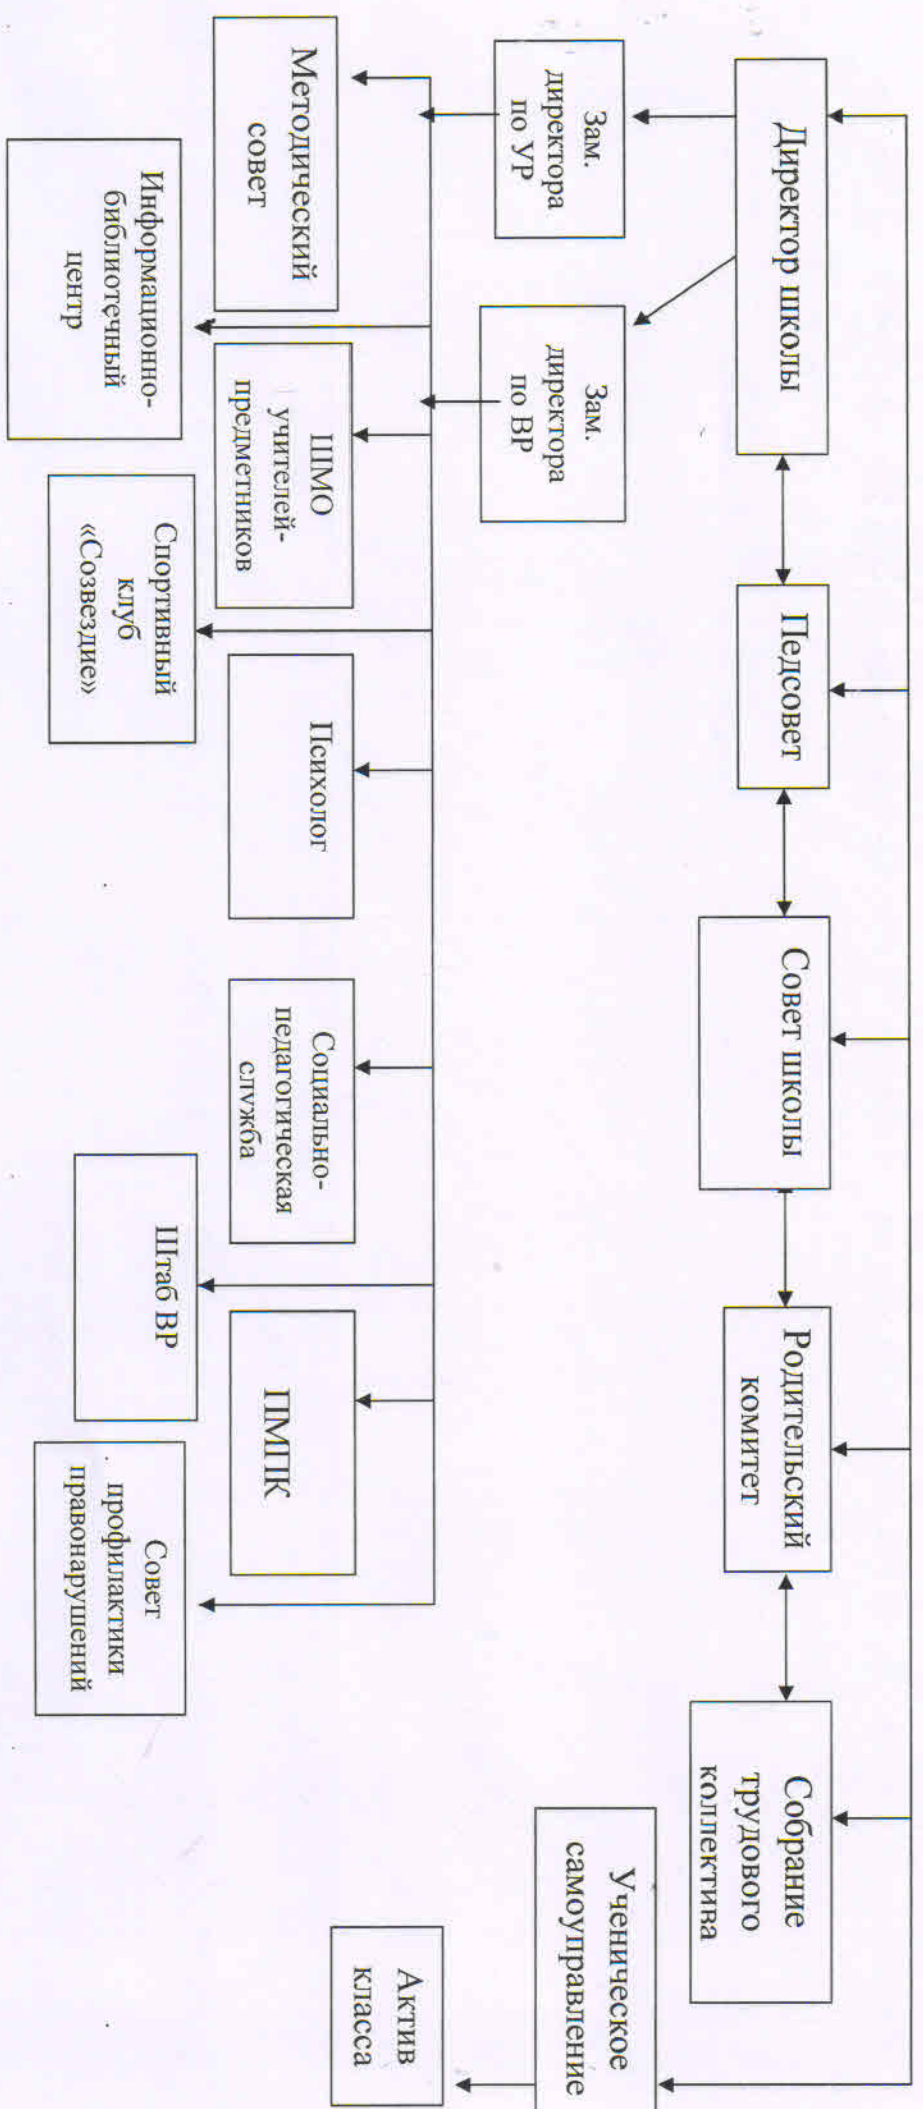 Директор школы
Педсовет
Совет школы
Родительский
комитет
Собрание
трудового
коллектива
Зам.
директора
по УР
Зам.
директора
по ВР
Ученическое
самоуправление
Методический
совет
ШМО
учителей-
предметников
Психолог
Социально-
педагогическая
служба
ПМПК
Актив
класса
Информационно-
библиотечный
центр
Спортивный
клуб
«Созвездие»
Штаб ВР
Совет
профилактики
правонарушений